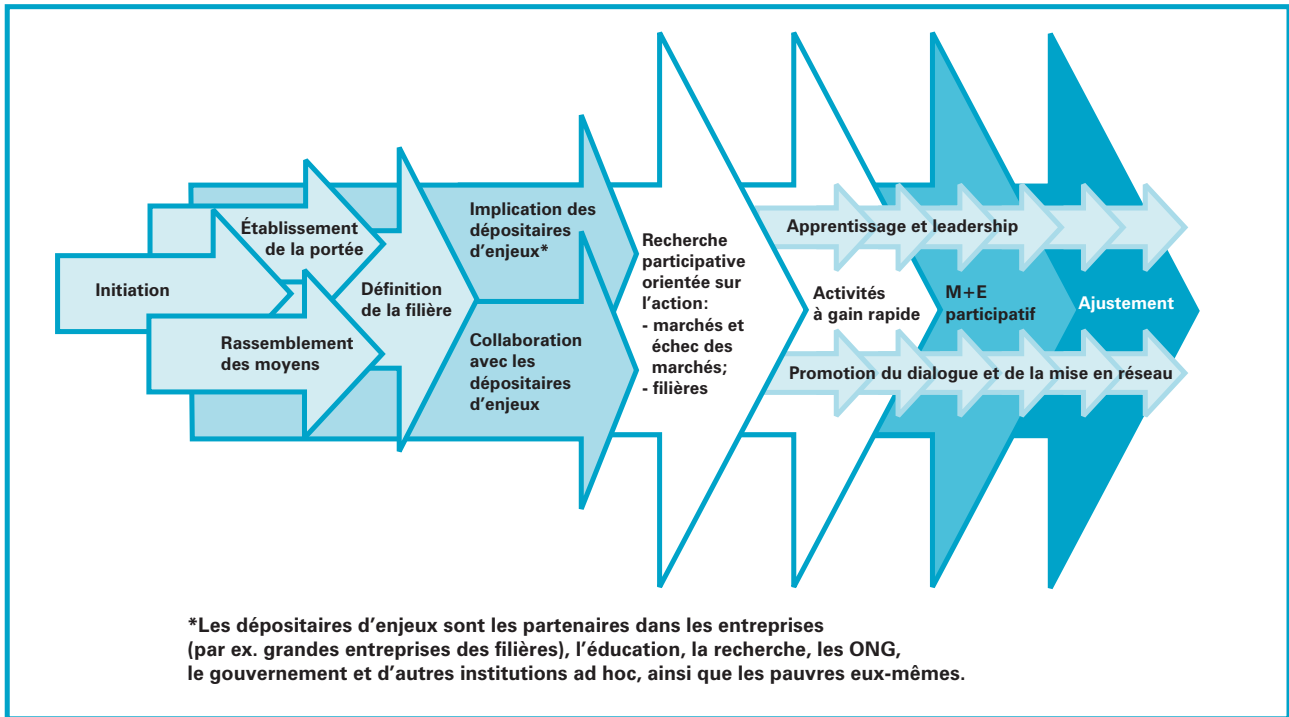 Initiation
Établissement
de la portée
Rassemblement
des moyens
Définition
de la filière
Implication des
dépositaires
d'enjeux*
Collaboration
avec les
dépositaires
d'enjeux
Recherche
participative
orientée sur
l'action:
- marchés et
échec des
marchés;
- filières
Apprentissage et leadership
Activités
à gain rapide
M+E
participatif
Ajustement
Promotion du dialogue et de la mise en réseau
*Les dépositaires d'enjeux sont les partenaires dans les entreprises
(par ex. grandes entreprises des filières), l'éducation, la recherche, les ONG,
le gouvernement et d'autres institutions ad hoc, ainsi que les pauvres eux-mêmes.